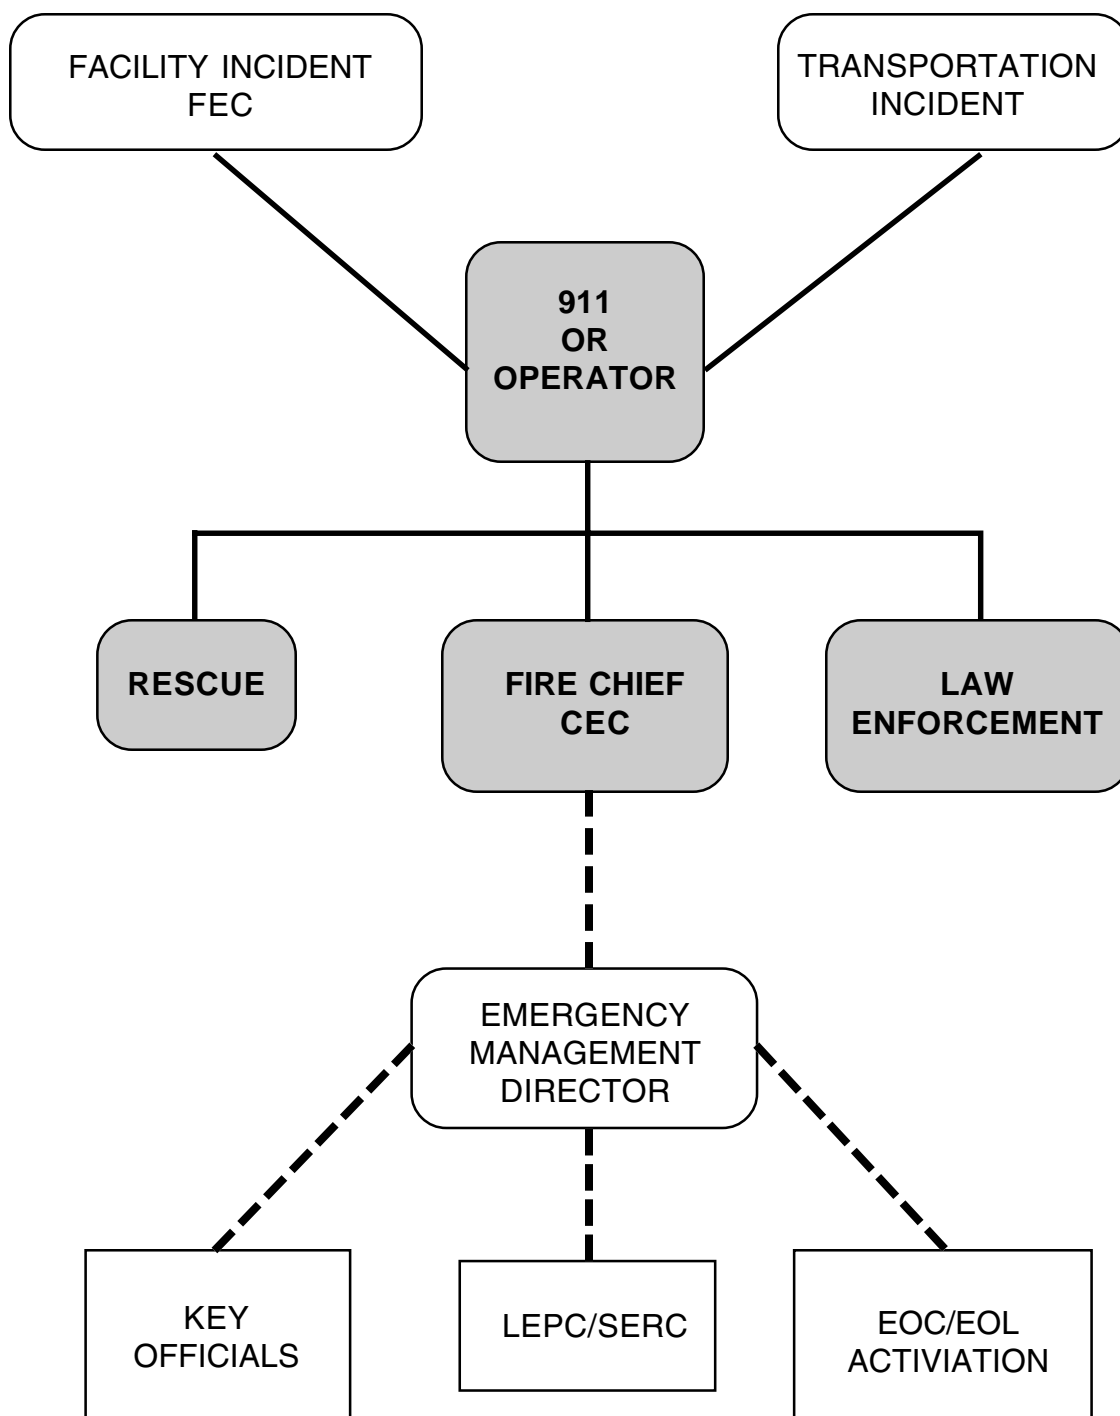 FACILITY INCIDENT
FEC
TRANSPORTATION
INCIDENT
911
OR
OPERATOR
RESCUE
FIRE CHIEF
CEC
LAW
ENFORCEMENT
EMERGENCY
MANAGEMENT
DIRECTOR
KEY
OFFICIALS
LEPC/SERC
EOC/EOL
ACTIVIATION